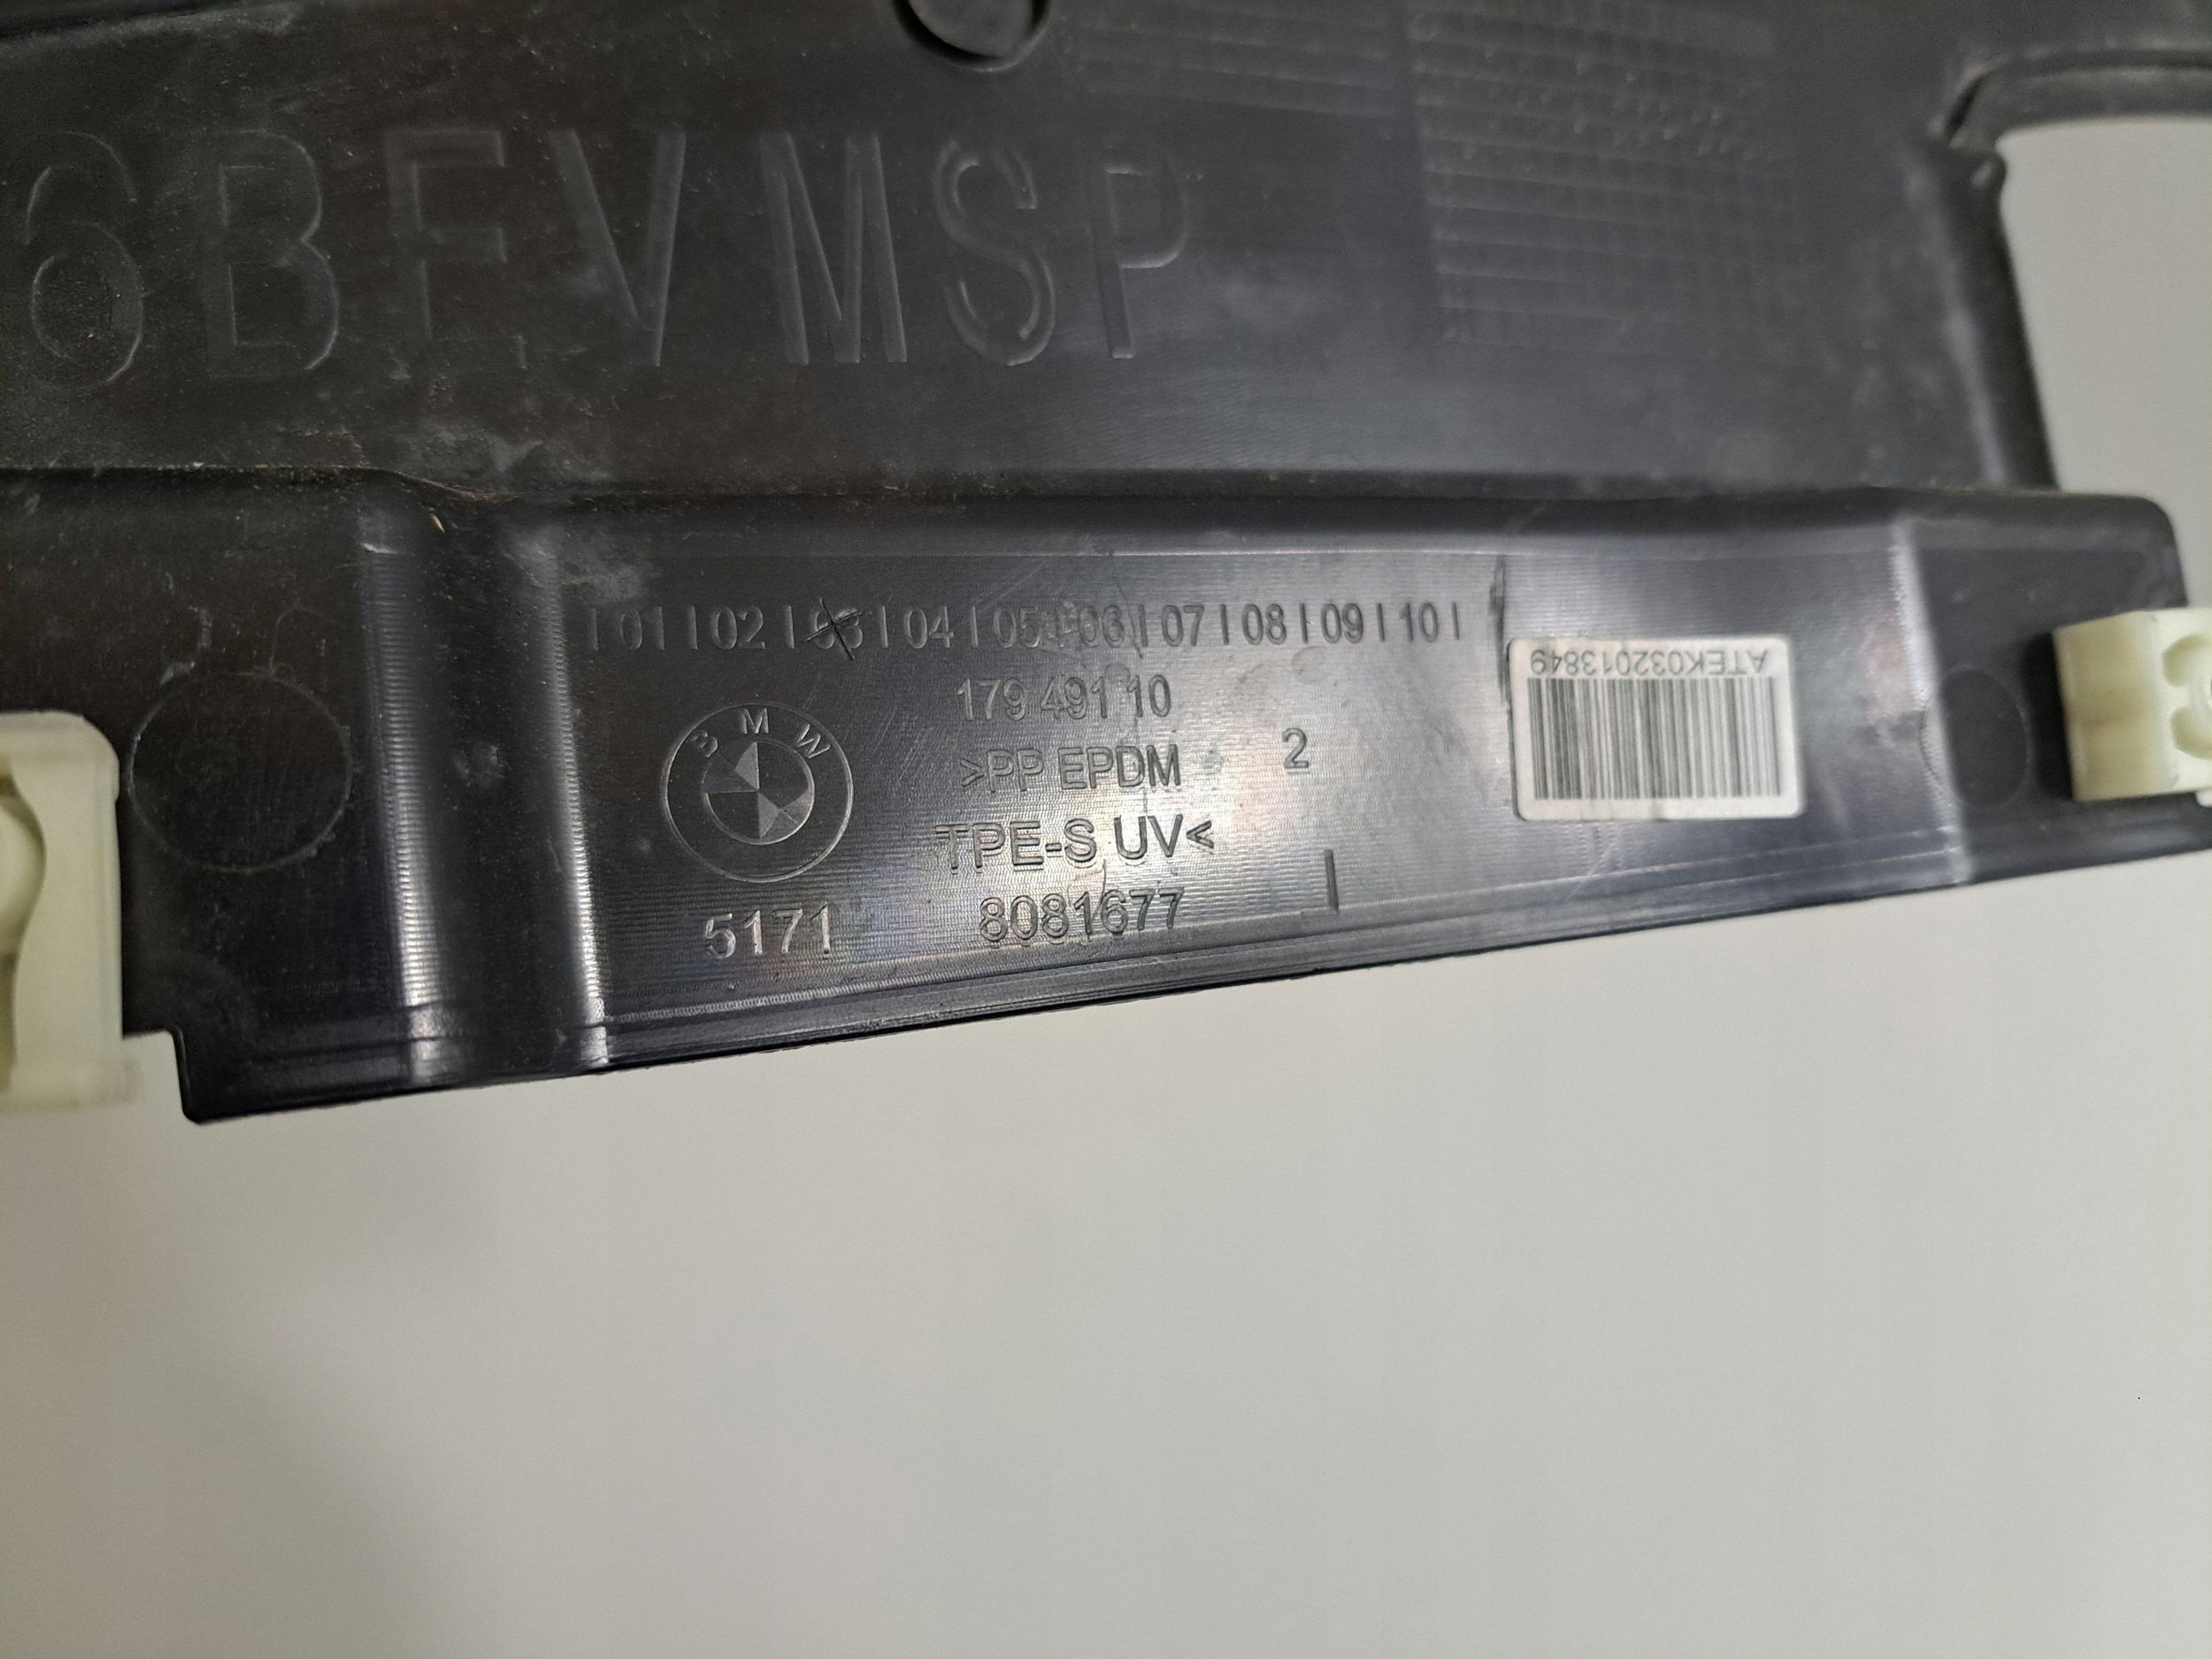 6BFVMSP
| 01 | 02 | 03 | 04 | 05 | 06 | 07 | 08 | 09 | 10 |
ATEK032013849
179 491 10
BMW
>PP EPDM
2
TPE-S UV<
5171
8081677